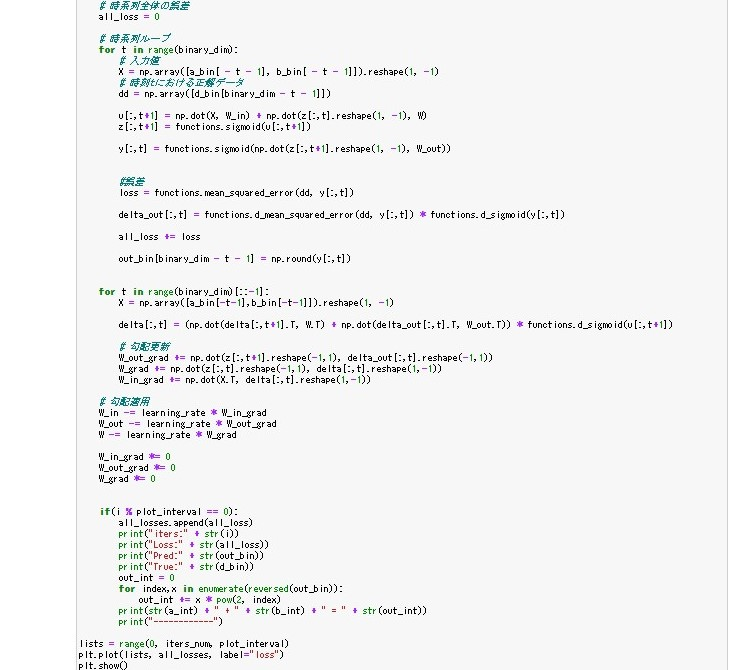 # 時系列全体の誤差
all_loss = 0
# 時系列ループ
for t in range(binary_dim):
# 入力値
X = np.array([a_bin[ - t - 1], b_bin[ - t - 1]]).reshape(1, -1)
# 時刻tにおける正解データ
dd = np.array([d_bin[binary_dim - t - 1]])
u[:,t+1] = np.dot(X, W_in) + np.dot(z[:,t].reshape(1, -1), W)
z[:,t+1] = functions.sigmoid(u[:,t+1])
y[:,t] = functions.sigmoid(np.dot(z[:,t+1].reshape(1, -1), W_out))
#誤差
loss = functions.mean_squared_error(dd, y[:,t])
delta_out[:,t] = functions.d_mean_squared_error(dd, y[:,t]) * functions.d_sigmoid(y[:,t])
all_loss += loss
out_bin[binary_dim - t - 1] = np.round(y[:,t])
for t in range(binary_dim)[::-1]:
X = np.array([a_bin[-t-1],b_bin[-t-1]]).reshape(1, -1)
delta[:,t] = (np.dot(delta[:,t+1].T, W.T) + np.dot(delta_out[:,t].T, W_out.T)) * functions.d_sigmoid(u[:,t+1])
# 勾配更新
W_out_grad += np.dot(z[:,t+1].reshape(-1,1), delta_out[:,t].reshape(-1,1))
W_grad += np.dot(z[:,t].reshape(-1,1), delta[:,t].reshape(1,-1))
W_in_grad += np.dot(X.T, delta[:,t].reshape(1,-1))
# 勾配適用
W_in -= learning_rate * W_in_grad
W_out -= learning_rate * W_out_grad
W -= learning_rate * W_grad
W_in_grad *= 0
W_out_grad *= 0
W_grad *= 0
if(i % plot_interval == 0):
all_losses.append(all_loss)
print("iters:" + str(i))
print("Loss:" + str(all_loss))
print("Pred:" + str(out_bin))
print("True:" + str(d_bin))
out_int = 0
for index,x in enumerate(reversed(out_bin)):
out_int += x * pow(2, index)
print(str(a_int) + " + " + str(b_int) + " = " + str(out_int))
print("------------")
lists = range(0, iters_num, plot_interval)
plt.plot(lists, all_losses, label="loss")
plt.show()